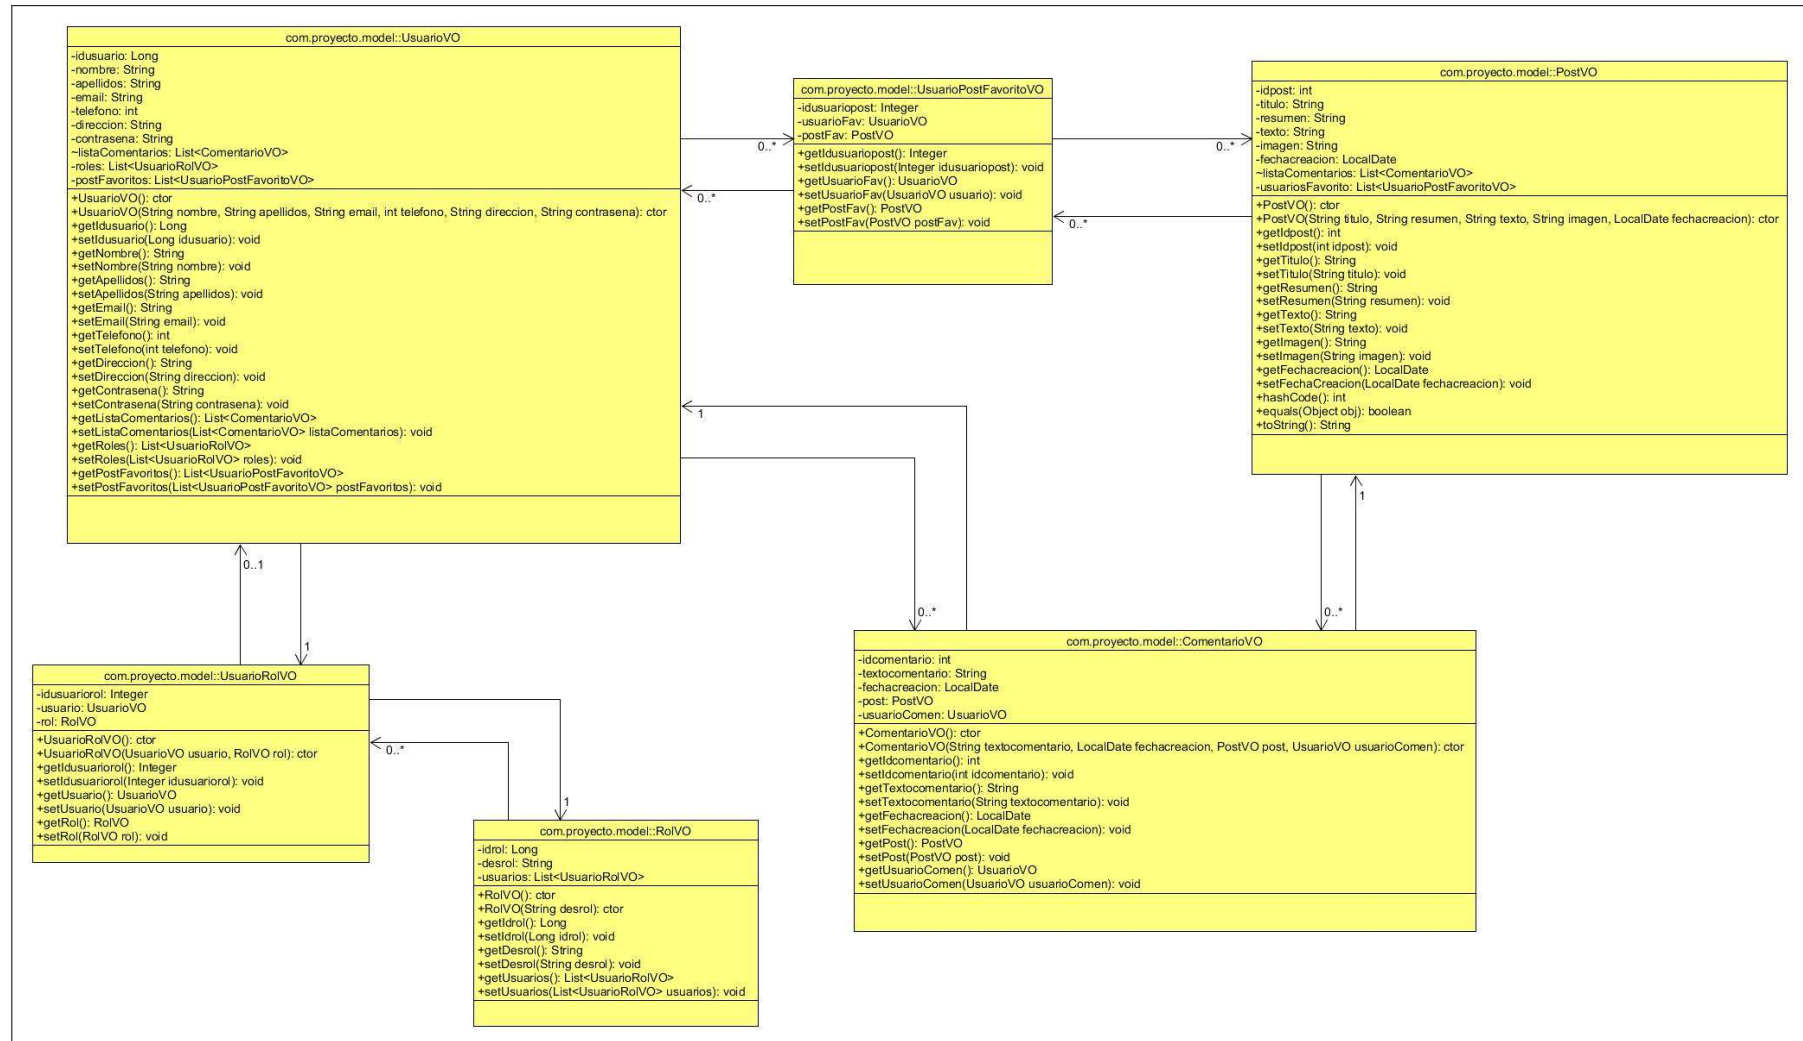 com.proyecto.model::UsuarioVO
-idusuario: Long
-nombre: String
-apellidos: String
-email: String
-telefono: int
-direccion: String
-contrasena: String
~listaComentarios: List<ComentarioVO>
-roles: List<UsuarioRolVO>
-postFavoritos: List<UsuarioPostFavoritoVO>
+UsuarioVO(): ctor
+UsuarioVO(String nombre, String apellidos, String email, int telefono, String direccion, String contrasena): ctor
+getIdusuario(): Long
+setIdusuario(Long idusuario): void
+getNombre(): String
+setNombre(String nombre): void
+getApellidos(): String
+setApellidos(String apellidos): void
+getEmail(): String
+setEmail(String email): void
+getTelefono(): int
+setTelefono(int telefono): void
+getDireccion(): String
+setDireccion(String direccion): void
+getContrasena(): String
+setContrasena(String contrasena): void
+getListaComentarios(): List<ComentarioVO>
+setListaComentarios(List<ComentarioVO> listaComentarios): void
+getRoles(): List<UsuarioRolVO>
+setRoles(List<UsuarioRolVO> roles): void
+getPostFavoritos(): List<UsuarioPostFavoritoVO>
+setPostFavoritos(List<UsuarioPostFavoritoVO> postFavoritos): void
0..*
0..*
com.proyecto.model::UsuarioPostFavoritoVO
-idusuariopost: Integer
-usuarioFav: UsuarioVO
-postFav: PostVO
+getIdusuariopost(): Integer
+setIdusuariopost(Integer idusuariopost): void
+getUsuarioFav(): UsuarioVO
+setUsuarioFav(UsuarioVO usuario): void
+getPostFav(): PostVO
+setPostFav(PostVO postFav): void
0..*
0..*
com.proyecto.model::PostVO
-idpost: int
-titulo: String
-resumen: String
-texto: String
-imagen: String
-fechacreacion: LocalDate
~listaComentarios: List<ComentarioVO>
-usuariosFavorito: List<UsuarioPostFavoritoVO>
+PostVO(): ctor
+PostVO(String titulo, String resumen, String texto, String imagen, LocalDate fechacreacion): ctor
+getIdpost(): int
+setIdpost(int idpost): void
+getTitulo(): String
+setTitulo(String titulo): void
+getResumen(): String
+setResumen(String resumen): void
+getTexto(): String
+setTexto(String texto): void
+getImagen(): String
+setImagen(String imagen): void
+getFechacreacion(): LocalDate
+setFechaCreacion(LocalDate fechacreacion): void
+hashCode(): int
+equals(Object obj): boolean
+toString(): String
1
0..*
1
0..*
0..1
1
com.proyecto.model::UsuarioRolVO
-idusuariorol: Integer
-usuario: UsuarioVO
-rol: RolVO
+UsuarioRolVO(): ctor
+UsuarioRolVO(UsuarioVO usuario, RolVO rol): ctor
+getIdusuariorol(): Integer
+setIdusuariorol(Integer idusuariorol): void
+getUsuario(): UsuarioVO
+setUsuario(UsuarioVO usuario): void
+getRol(): RolVO
+setRol(RolVO rol): void
0..*
1
com.proyecto.model::RolVO
-idrol: Long
-desrol: String
-usuarios: List<UsuarioRolVO>
+RolVO(): ctor
+RolVO(String desrol): ctor
+getIdrol(): Long
+setIdrol(Long idrol): void
+getDesrol(): String
+setDesrol(String desrol): void
+getUsuarios(): List<UsuarioRolVO>
+setUsuarios(List<UsuarioRolVO> usuarios): void
com.proyecto.model::ComentarioVO
-idcomentario: int
-textocomentario: String
-fechacreacion: LocalDate
-post: PostVO
-usuarioComen: UsuarioVO
+ComentarioVO(): ctor
+ComentarioVO(String textocomentario, LocalDate fechacreacion, PostVO post, UsuarioVO usuarioComen): ctor
+getIdcomentario(): int
+setIdcomentario(int idcomentario): void
+getTextocomentario(): String
+setTextocomentario(String textocomentario): void
+getFechacreacion(): LocalDate
+setFechacreacion(LocalDate fechacreacion): void
+getPost(): PostVO
+setPost(PostVO post): void
+getUsuarioComen(): UsuarioVO
+setUsuarioComen(UsuarioVO usuarioComen): void